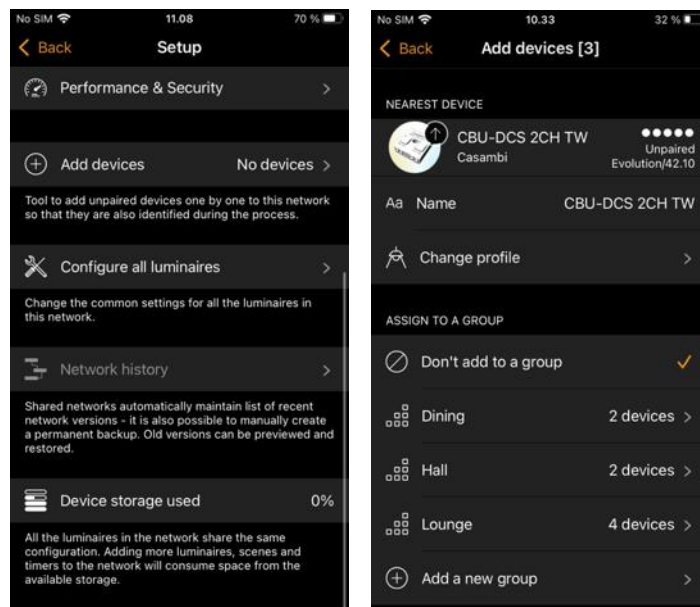 No SIM 11.08 70 %
Back Setup
Performance & Security
Add devices No devices
Tool to add unpaired devices one by one to this network
so that they are also identified during the process.
Configure all luminaires
Change the common settings for all the luminaires in
this network.
Network history
Shared networks automatically maintain list of recent
network versions - it is also possible to manually create
a permanent backup. Old versions can be previewed and
restored.
Device storage used 0%
All the luminaires in the network share the same
configuration. Adding more luminaires, scenes and
timers to the network will consume space from the
available storage.
No SIM 10.33 32 %
Back Add devices [3]
NEAREST DEVICE
CBU-DCS 2CH TW
Casambi Unpaired
Evolution/42.10
Aa Name CBU-DCS 2CH TW
Change profile
ASSIGN TO A GROUP
Don't add to a group
Dining 2 devices
Hall 2 devices
Lounge 4 devices
Add a new group